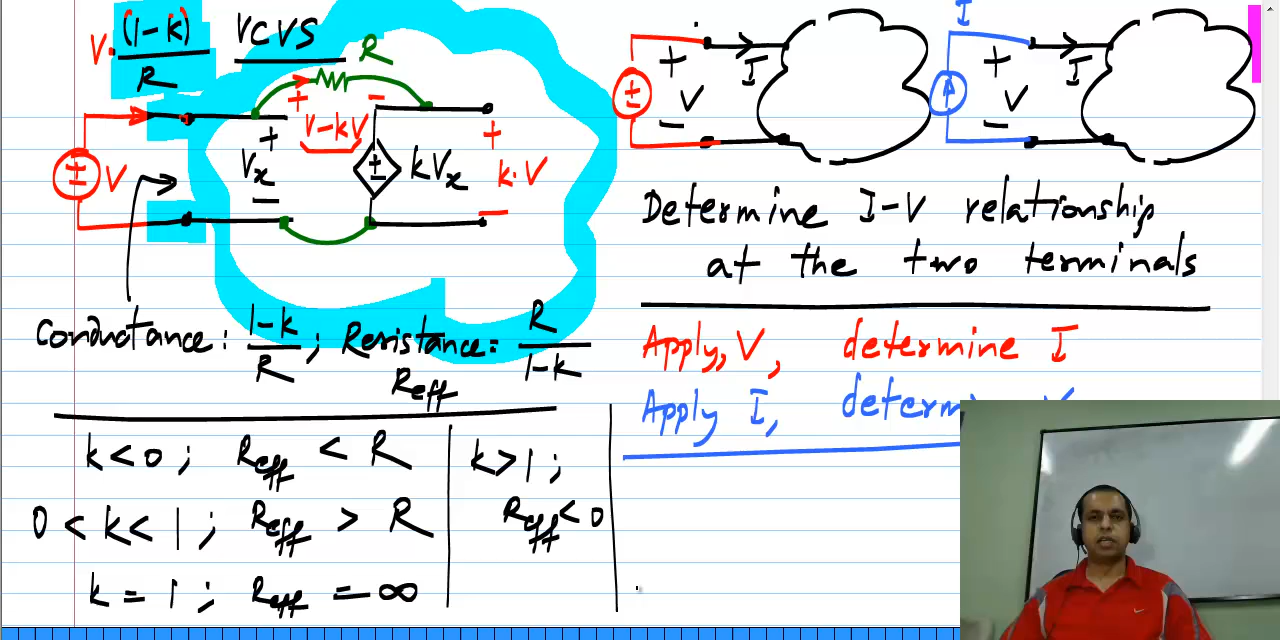 V· (1-k)/R
VCVS
R
+ -
V-kV
V
+
Vx
-
kVx
+
k·V
-
I
+
V
-
I
I
+
V
-
Determine I-V relationship
at the two terminals
Conductance: (1-k)/R ; Resistance= R/(1-k)
Reff
Apply, V, determine I
Apply I,
k<0 ; Reff < R
0 < k < 1 ; Reff > R
k = 1 ; Reff = ∞
k>1 ;
Reff<0